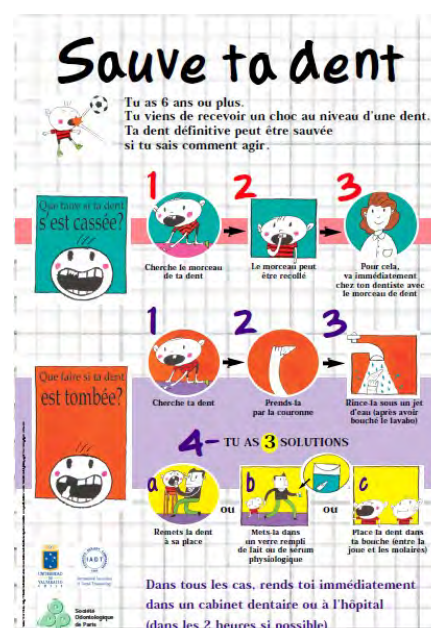 Sauve ta dent
Tu as 6 ans ou plus.
Tu viens de recevoir un choc au niveau d'une dent.
Ta dent définitive peut être sauvée
si tu sais comment agir.
Que faire si ta dent
s'est cassée?
1
2
3
Cherche le morceau
de ta dent
Le morceau peut
être recollé
Pour cela,
va immédiatement
chez ton dentiste avec
le morceau de dent
Que faire si ta dent
est tombée?
1
2
3
Cherche ta dent
Prends-la
par la couronne
Rince-la sous un jet
d'eau (après avoir
bouché le lavabo)
4- TU AS 3 SOLUTIONS
a
ou
b
ou
c
Remets la dent
à sa place
Mets-la dans
un verre rempli
de lait ou de sérum
physiologique
Place la dent dans
ta bouche (entre la
joue et les molaires)
UNIVERSIDAD
DE
VALPARAISO
CHILE
IADT
Société
Odontologique
de Paris
Dans tous les cas, rends toi immédiatement
dans un cabinet dentaire ou à l'hôpital
(dans les 2 heures si possible)